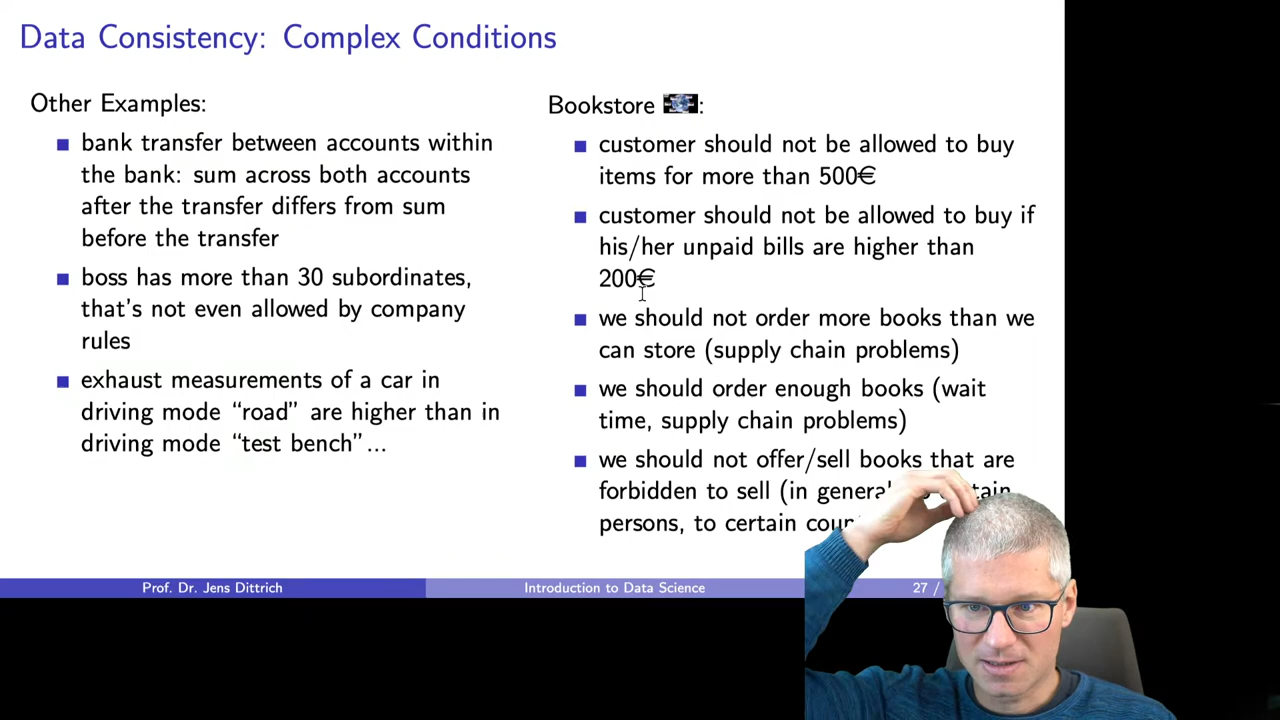 Data Consistency: Complex Conditions
Other Examples:
bank transfer between accounts within
the bank: sum across both accounts
after the transfer differs from sum
before the transfer
boss has more than 30 subordinates,
that's not even allowed by company
rules
exhaust measurements of a car in
driving mode “road” are higher than in
driving mode “test bench”...
Bookstore :
customer should not be allowed to buy
items for more than 500€
customer should not be allowed to buy if
his/her unpaid bills are higher than
200€
we should not order more books than we
can store (supply chain problems)
we should order enough books (wait
time, supply chain problems)
we should not offer/sell books that are
forbidden to sell (in general
persons, to certain
Prof. Dr. Jens Dittrich
Introduction to Data Science
27 /